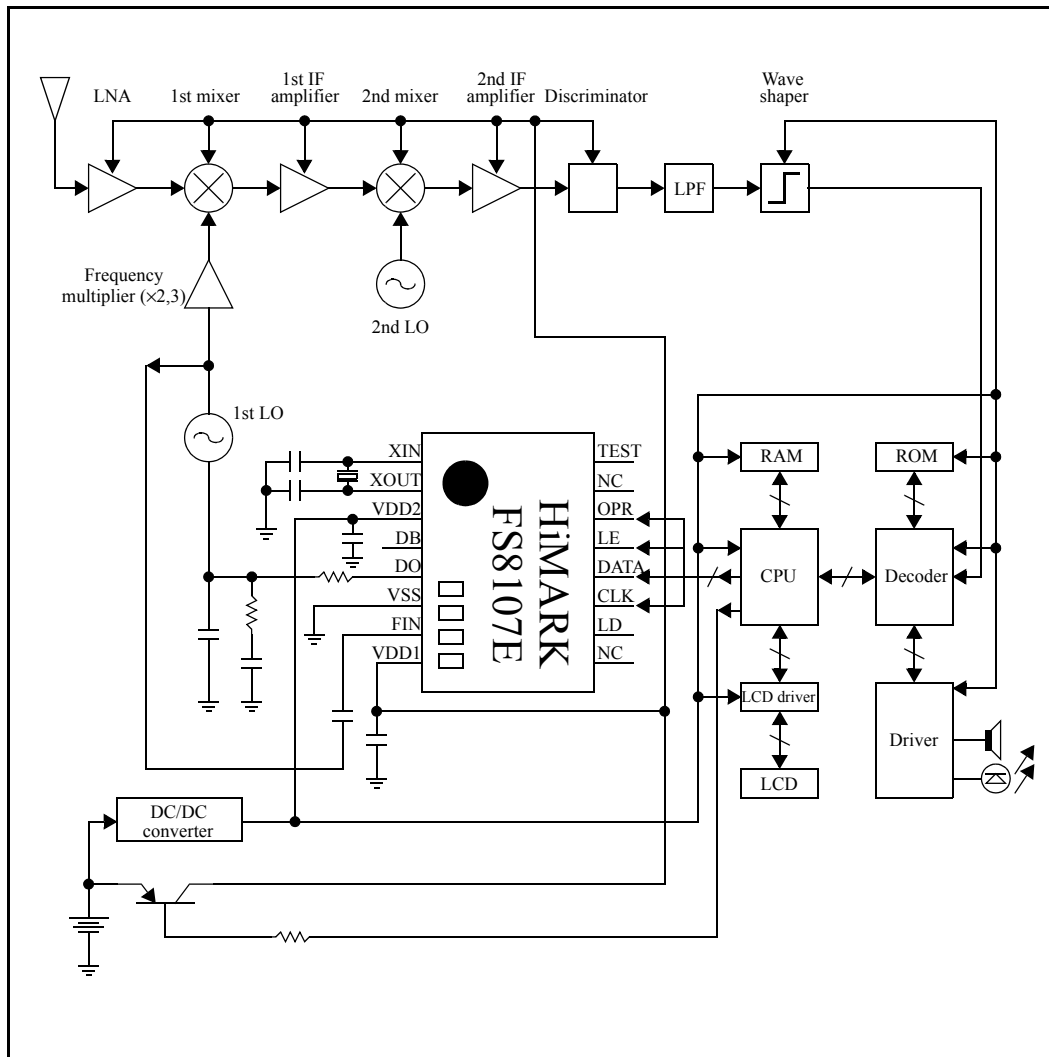 LNA
1st mixer
1st IF
amplifier
2nd mixer
2nd IF
amplifier
Discriminator
Wave
shaper
LPF
Frequency
multiplier (×2,3)
2nd LO
1st LO
XIN
XOUT
VDD2
DB
DO
VSS
FIN
VDD1
HiMARK
FS8107E
TEST
NC
OPR
LE
DATA
CLK
LD
NC
RAM
ROM
CPU
Decoder
LCD driver
Driver
LCD
DC/DC
converter